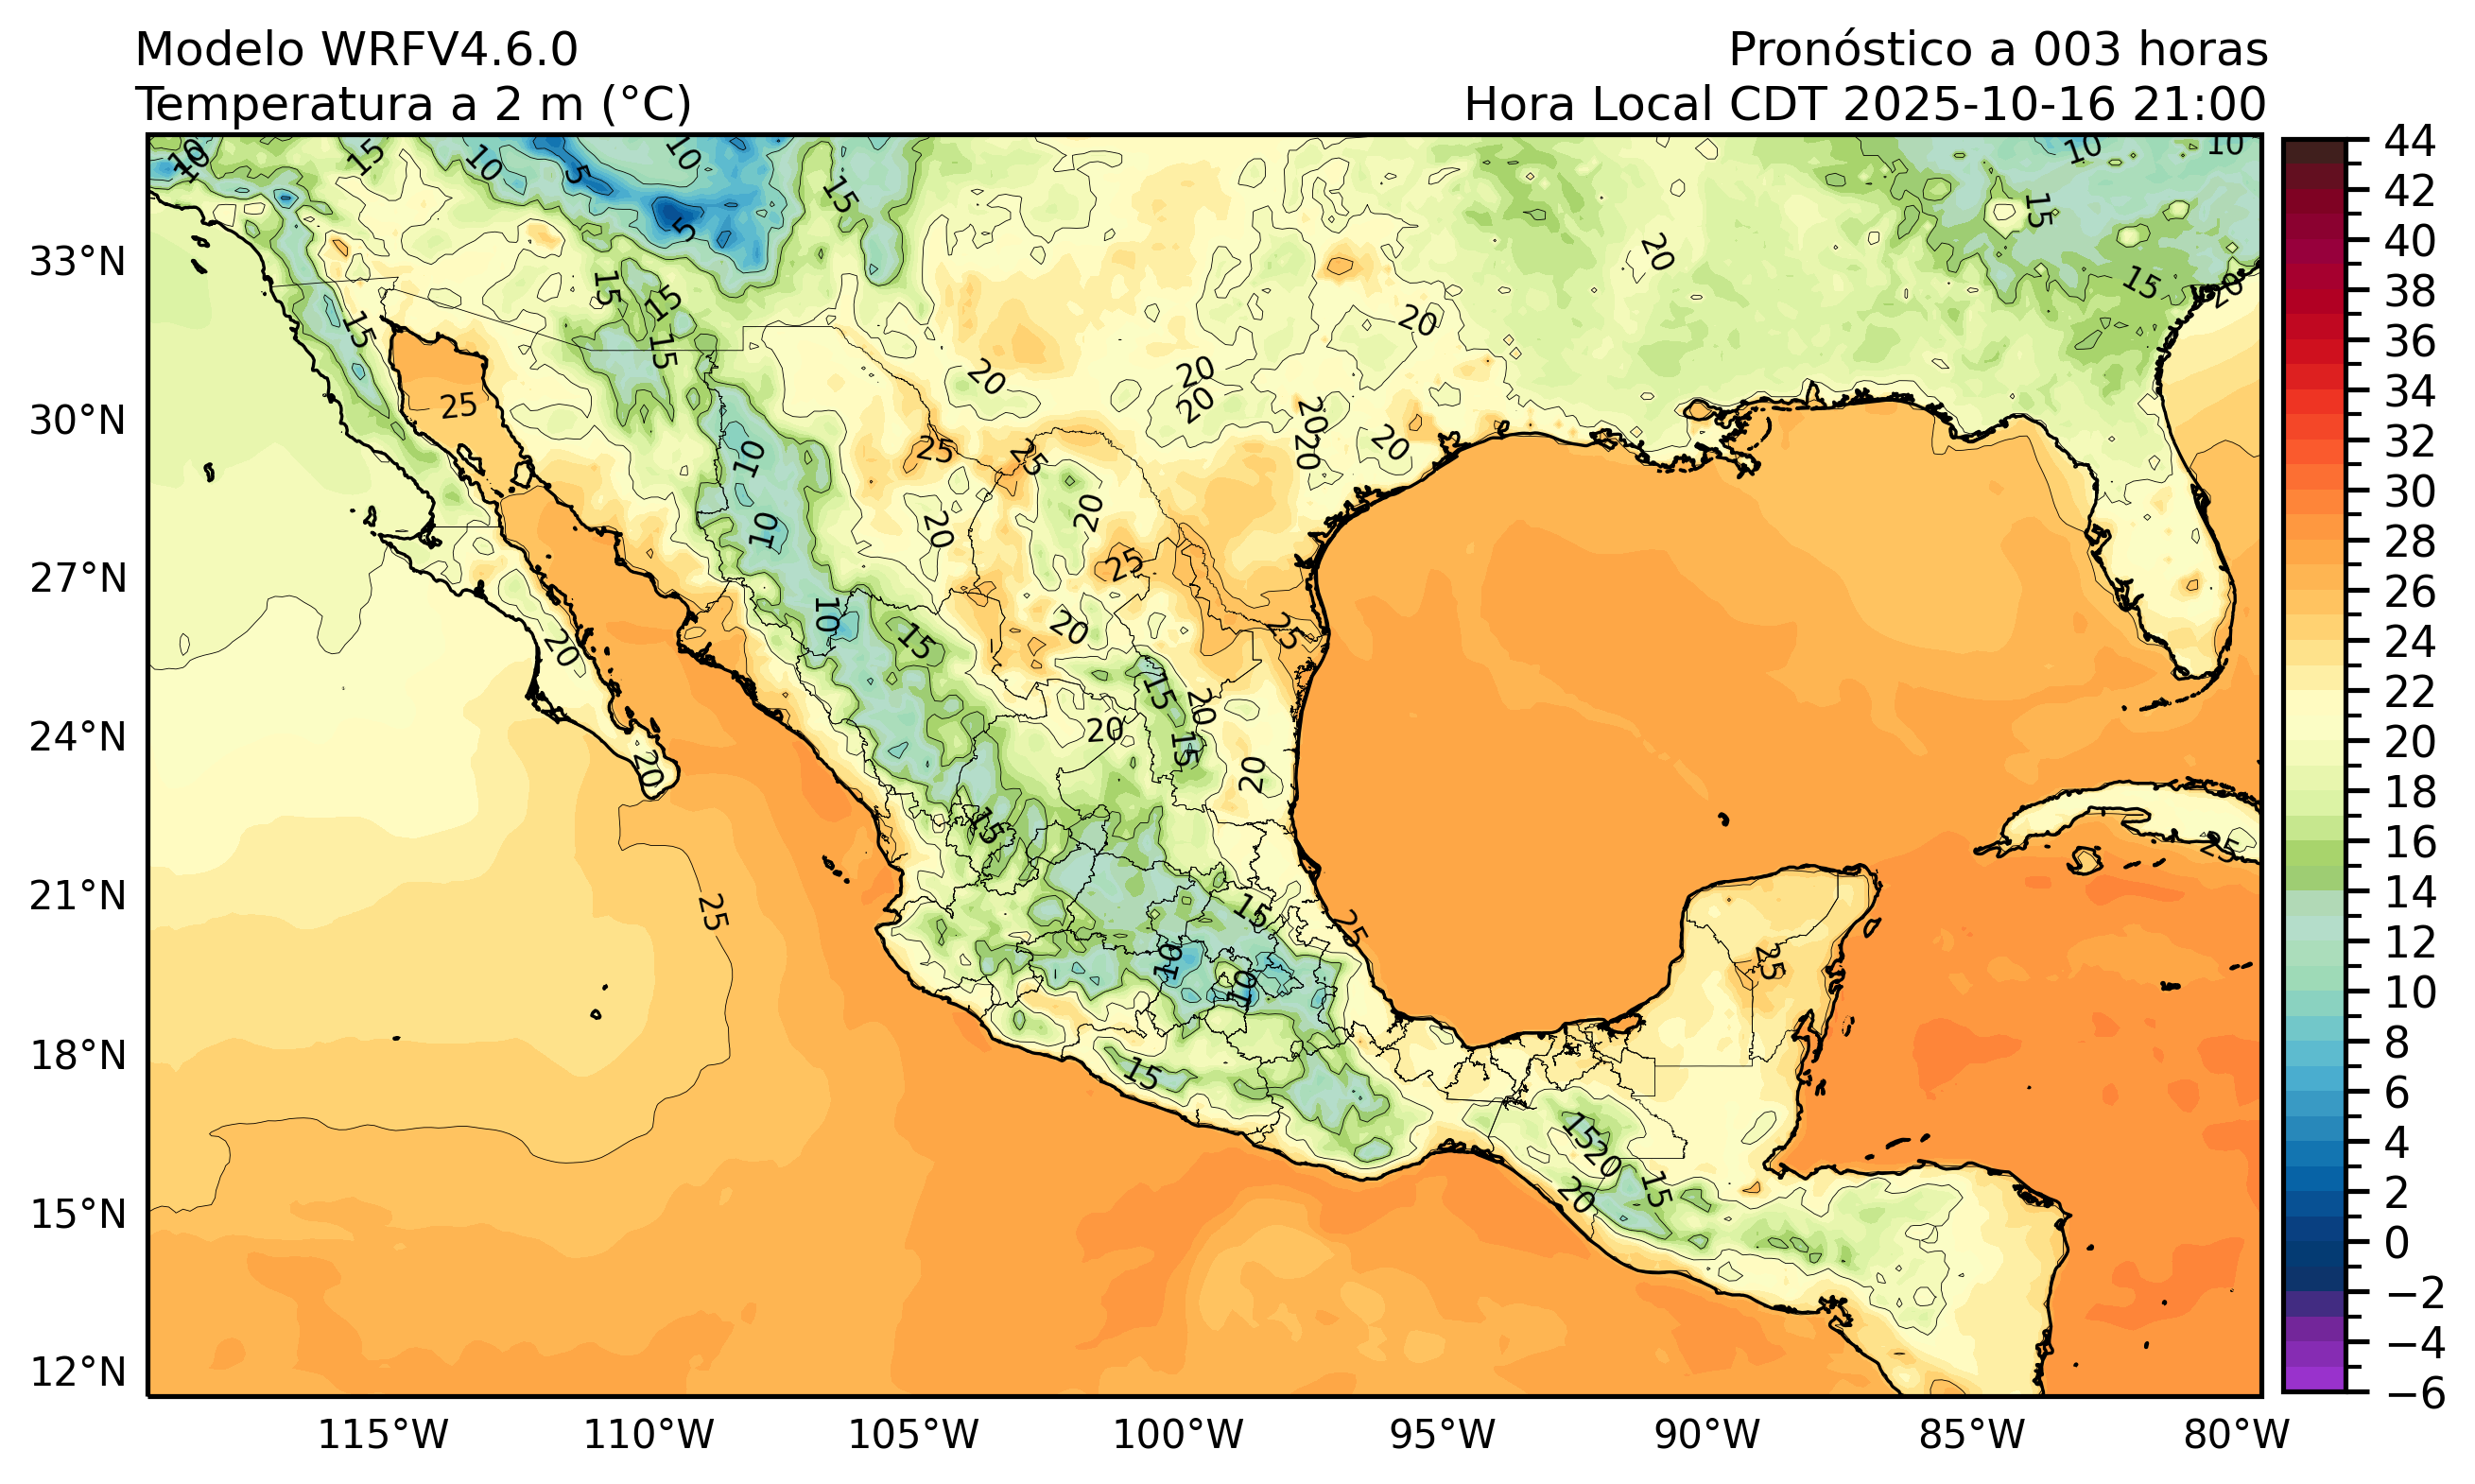 Modelo WRFV4.6.0
Pronóstico a 003 horas
Temperatura a 2 m (°C)
Hora Local CDT 2025-10-16 21:00
10 10 15 10 5 10 15 10 10
15
5
33°N
20
15 15 15 20
15 15 20
20 20
25 20 20
30°N
10 25 25 20 20 20
20 20
10
27°N
25
10 15 20 25
20
15 20
24°N
20 15
20 20
15 25
21°N
25 15 25
10 25
10
18°N
15 15
20
15°N
20 15
12°N
115°W 110°W 105°W 100°W 95°W 90°W 85°W 80°W
44
42
40
38
36
34
32
30
28
26
24
22
20
18
16
14
12
10
8
6
4
2
0
−2
−4
−6